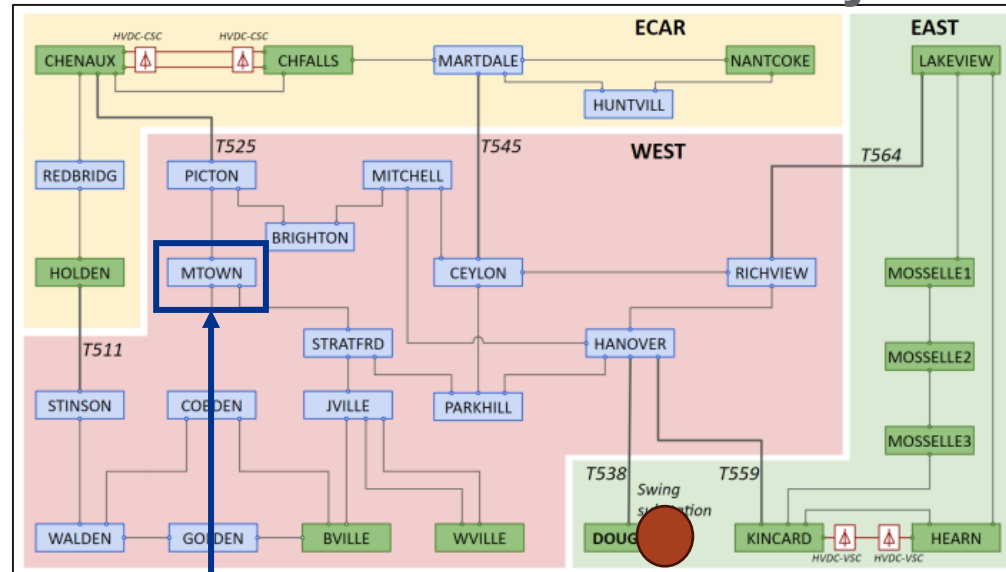 ECAR
EAST
HVDC-CSC
HVDC-CSC
CHENAUX
CHFALLS
MARTDALE
NANTCOKE
LAKEVIEW
HUNTVILL
T525
T545
WEST
T564
REDBRIDG
PICTON
MITCHELL
BRIGHTON
HOLDEN
MTOWN
CEYLON
RICHVIEW
MOSSELLE1
T511
STRATFRD
HANOVER
MOSSELLE2
STINSON
JVILLE
PARKHILL
MOSSELLE3
T538
T559
Swing
WALDEN
BVILLE
WVILLE
DOUG
KINCARD
HEARN
HVDC-VSC
HVDC-VSC